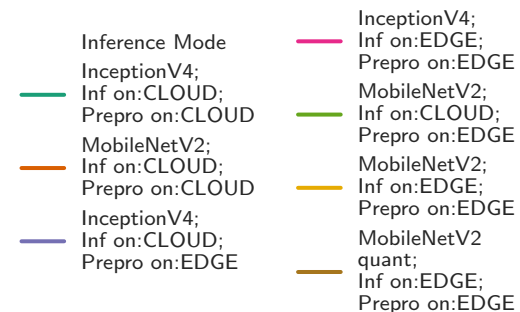 Inference Mode
InceptionV4;
Inf on:CLOUD;
Prepro on:CLOUD
MobileNetV2;
Inf on:CLOUD;
Prepro on:CLOUD
InceptionV4;
Inf on:CLOUD;
Prepro on:EDGE
InceptionV4;
Inf on:EDGE;
Prepro on:EDGE
MobileNetV2;
Inf on:CLOUD;
Prepro on:EDGE
MobileNetV2;
Inf on:EDGE;
Prepro on:EDGE
MobileNetV2
quant;
Inf on:EDGE;
Prepro on:EDGE